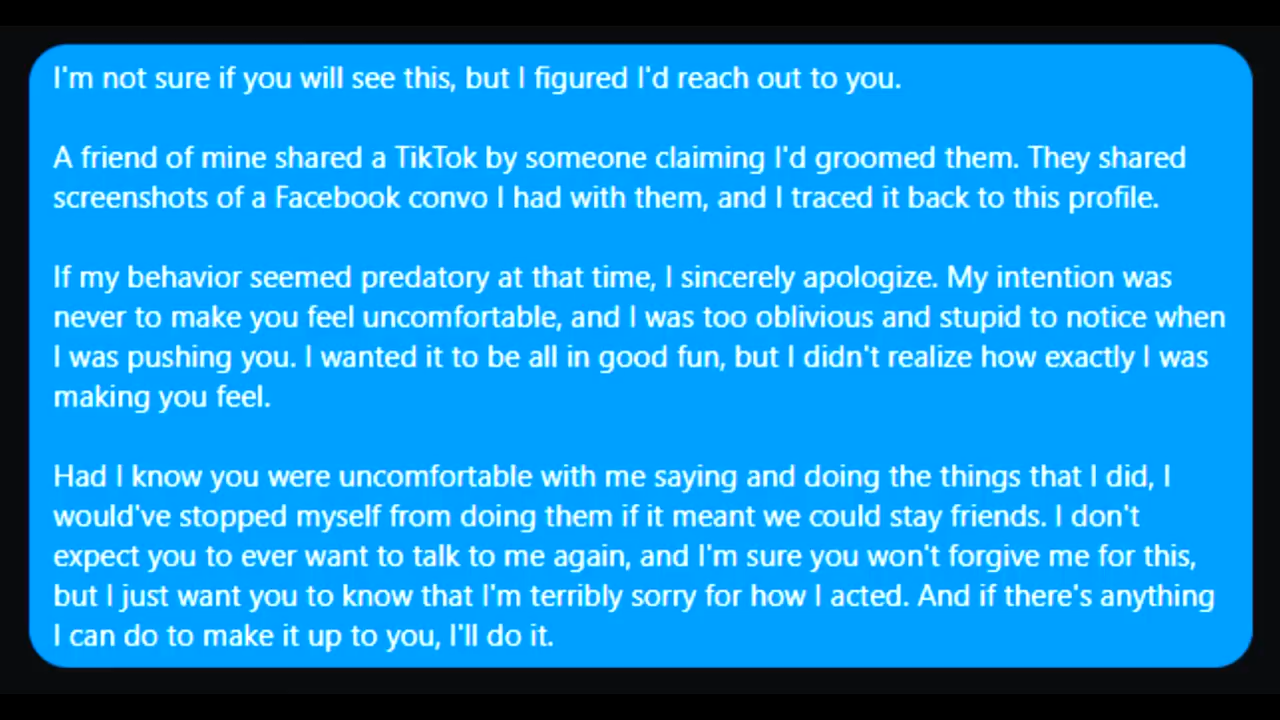 I'm not sure if you will see this, but I figured I'd reach out to you.
A friend of mine shared a TikTok by someone claiming I'd groomed them. They shared
screenshots of a Facebook convo I had with them, and I traced it back to this profile.
If my behavior seemed predatory at that time, I sincerely apologize. My intention was
never to make you feel uncomfortable, and I was too oblivious and stupid to notice when
I was pushing you. I wanted it to be all in good fun, but I didn't realize how exactly I was
making you feel.
Had I know you were uncomfortable with me saying and doing the things that I did, I
would've stopped myself from doing them if it meant we could stay friends. I don't
expect you to ever want to talk to me again, and I'm sure you won't forgive me for this,
but I just want you to know that I'm terribly sorry for how I acted. And if there's anything
I can do to make it up to you, I'll do it.